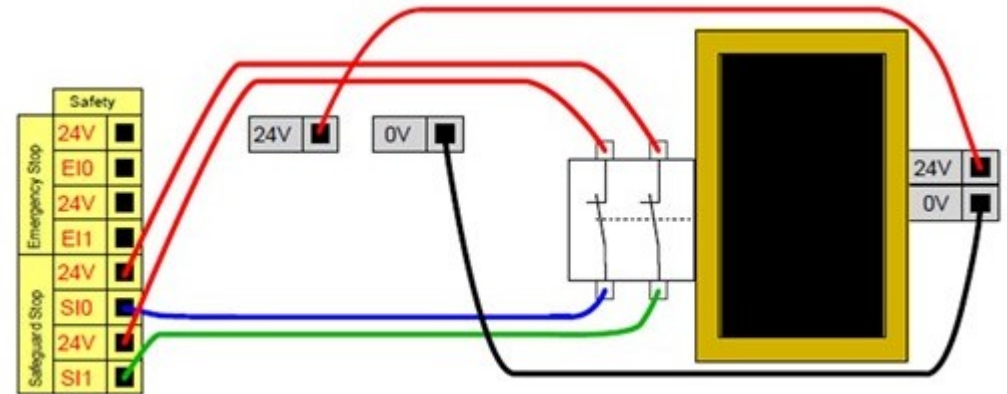 Safety
Emergency Stop
24V
EI0
24V
EI1
Safeguard Stop
24V
SI0
24V
SI1
24V
0V
24V
0V